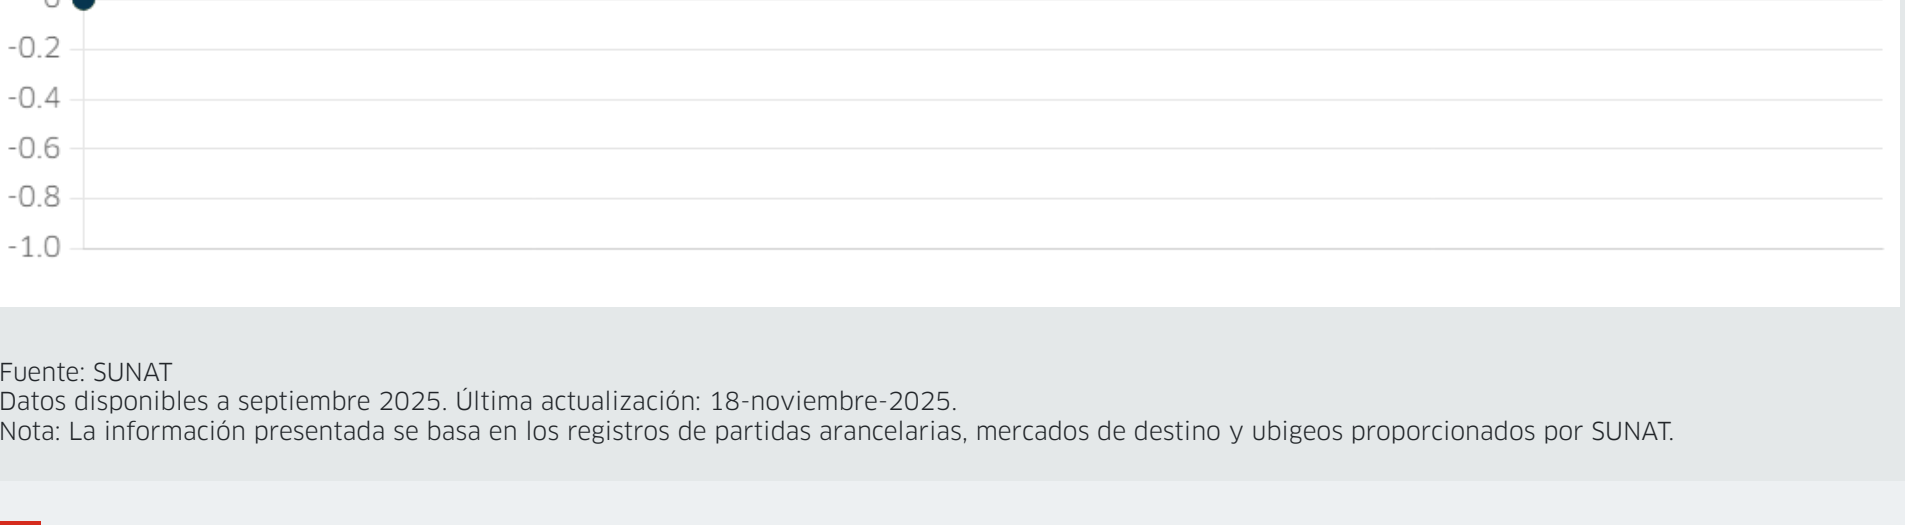 0
-0.2
-0.4
-0.6
-0.8
-1.0
Fuente: SUNAT
Datos disponibles a septiembre 2025. Última actualización: 18-noviembre-2025.
Nota: La información presentada se basa en los registros de partidas arancelarias, mercados de destino y ubigeos proporcionados por SUNAT.